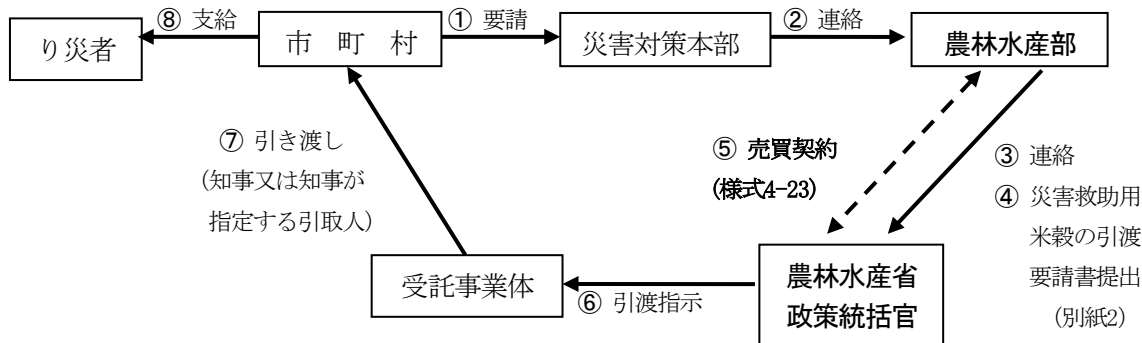 ⑧ 支給
① 要請
② 連絡
り災者
市 町 村
災害対策本部
農林水産部
⑦ 引き渡し
(知事又は知事が
指定する引取人)
⑤ 売買契約
(様式4-23)
③ 連絡
④ 災害救助用
米穀の引渡
要請書提出
(別紙2)
受託事業体
⑥ 引渡指示
農林水産省
政策統括官